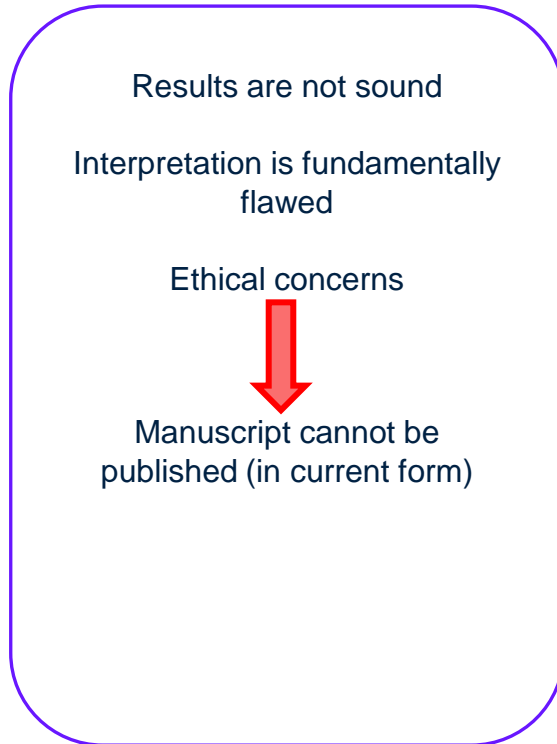 Results are not sound
Interpretation is fundamentally
flawed
Ethical concerns
Manuscript cannot be
published (in current form)